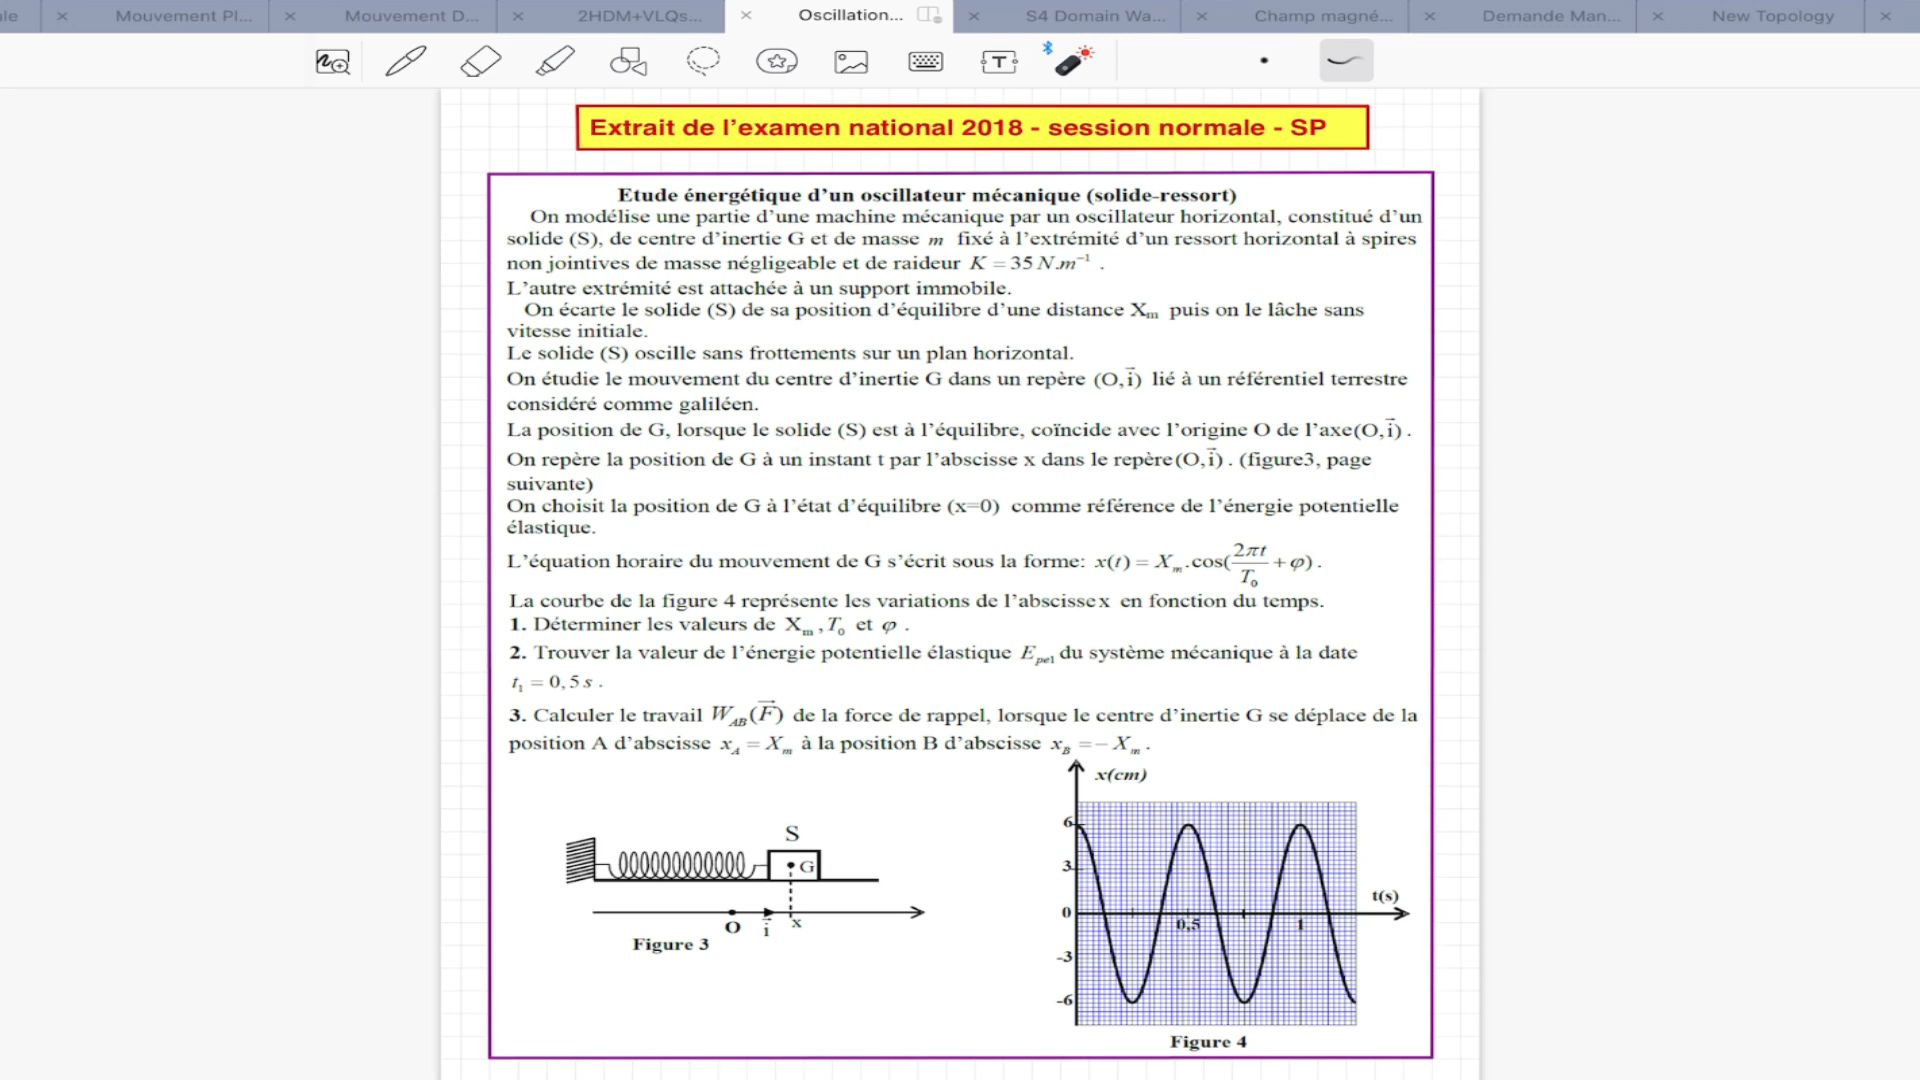 Mouvement Pl...
Mouvement D...
2HDM+VLQs...
Oscillation...
S4 Domain Wa...
Champ magné...
Demande Man...
New Topology
Extrait de l’examen national 2018 - session normale - SP
Etude énergétique d’un oscillateur mécanique (solide-ressort)
On modélise une partie d’une machine mécanique par un oscillateur horizontal, constitué d’un
solide (S), de centre d’inertie G et de masse m fixé à l’extrémité d’un ressort horizontal à spires
non jointives de masse négligeable et de raideur K = 35 N.m⁻¹ .
L’autre extrémité est attachée à un support immobile.
On écarte le solide (S) de sa position d’équilibre d’une distance Xₘ puis on le lâche sans
vitesse initiale.
Le solide (S) oscille sans frottements sur un plan horizontal.
On étudie le mouvement du centre d’inertie G dans un repère (O, i⃗) lié à un référentiel terrestre
considéré comme galiléen.
La position de G, lorsque le solide (S) est à l’équilibre, coïncide avec l’origine O de l’axe(O, i⃗) .
On repère la position de G à un instant t par l’abscisse x dans le repère(O, i⃗) . (figure3, page
suivante)
On choisit la position de G à l’état d’équilibre (x=0) comme référence de l’énergie potentielle
élastique.
L’équation horaire du mouvement de G s’écrit sous la forme: x(t) = Xₘ.cos(2πt/T₀ + φ) .
La courbe de la figure 4 représente les variations de l’abscisse x en fonction du temps.
1. Déterminer les valeurs de Xₘ , T₀ et φ .
2. Trouver la valeur de l’énergie potentielle élastique Epe1 du système mécanique à la date
t₁ = 0,5 s .
3. Calculer le travail W_AB(F⃗) de la force de rappel, lorsque le centre d’inertie G se déplace de la
position A d’abscisse x_A = Xₘ à la position B d’abscisse x_B = − Xₘ .
x(cm)
6
3
0
-3
-6
0,5
1
t(s)
Figure 4
S
G
O
i⃗
x
Figure 3
T